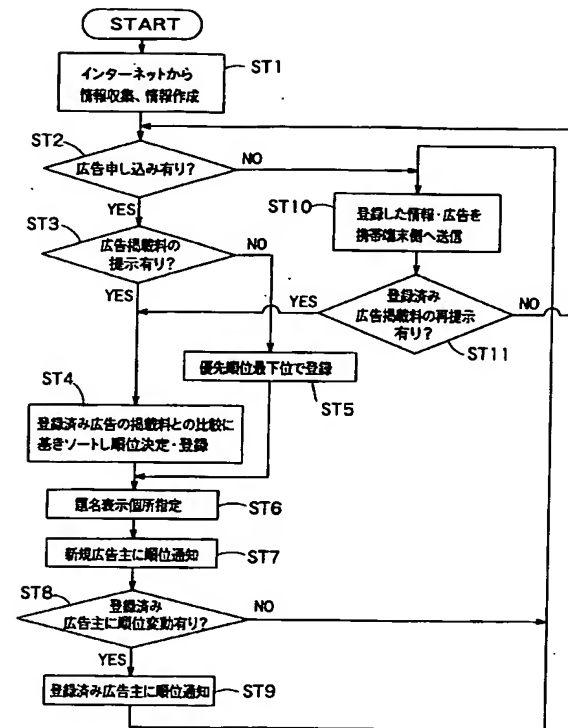 START
インターネットから
情報収集、情報作成
ST1
ST2
広告申し込み有り?
NO
YES
ST3
広告掲載料の
提示有り?
NO
YES
ST10
登録した情報・広告を
携帯端末側へ送信
YES
登録済み
広告掲載料の再提示
有り?
NO
ST11
優先順位最下位で登録
ST5
ST4
登録済み広告の掲載料との比較に
基きソートし順位決定・登録
題名表示個所指定
ST6
新規広告主に順位通知
ST7
ST8
登録済み
広告主に順位変動有り?
NO
YES
登録済み広告主に順位通知
ST9